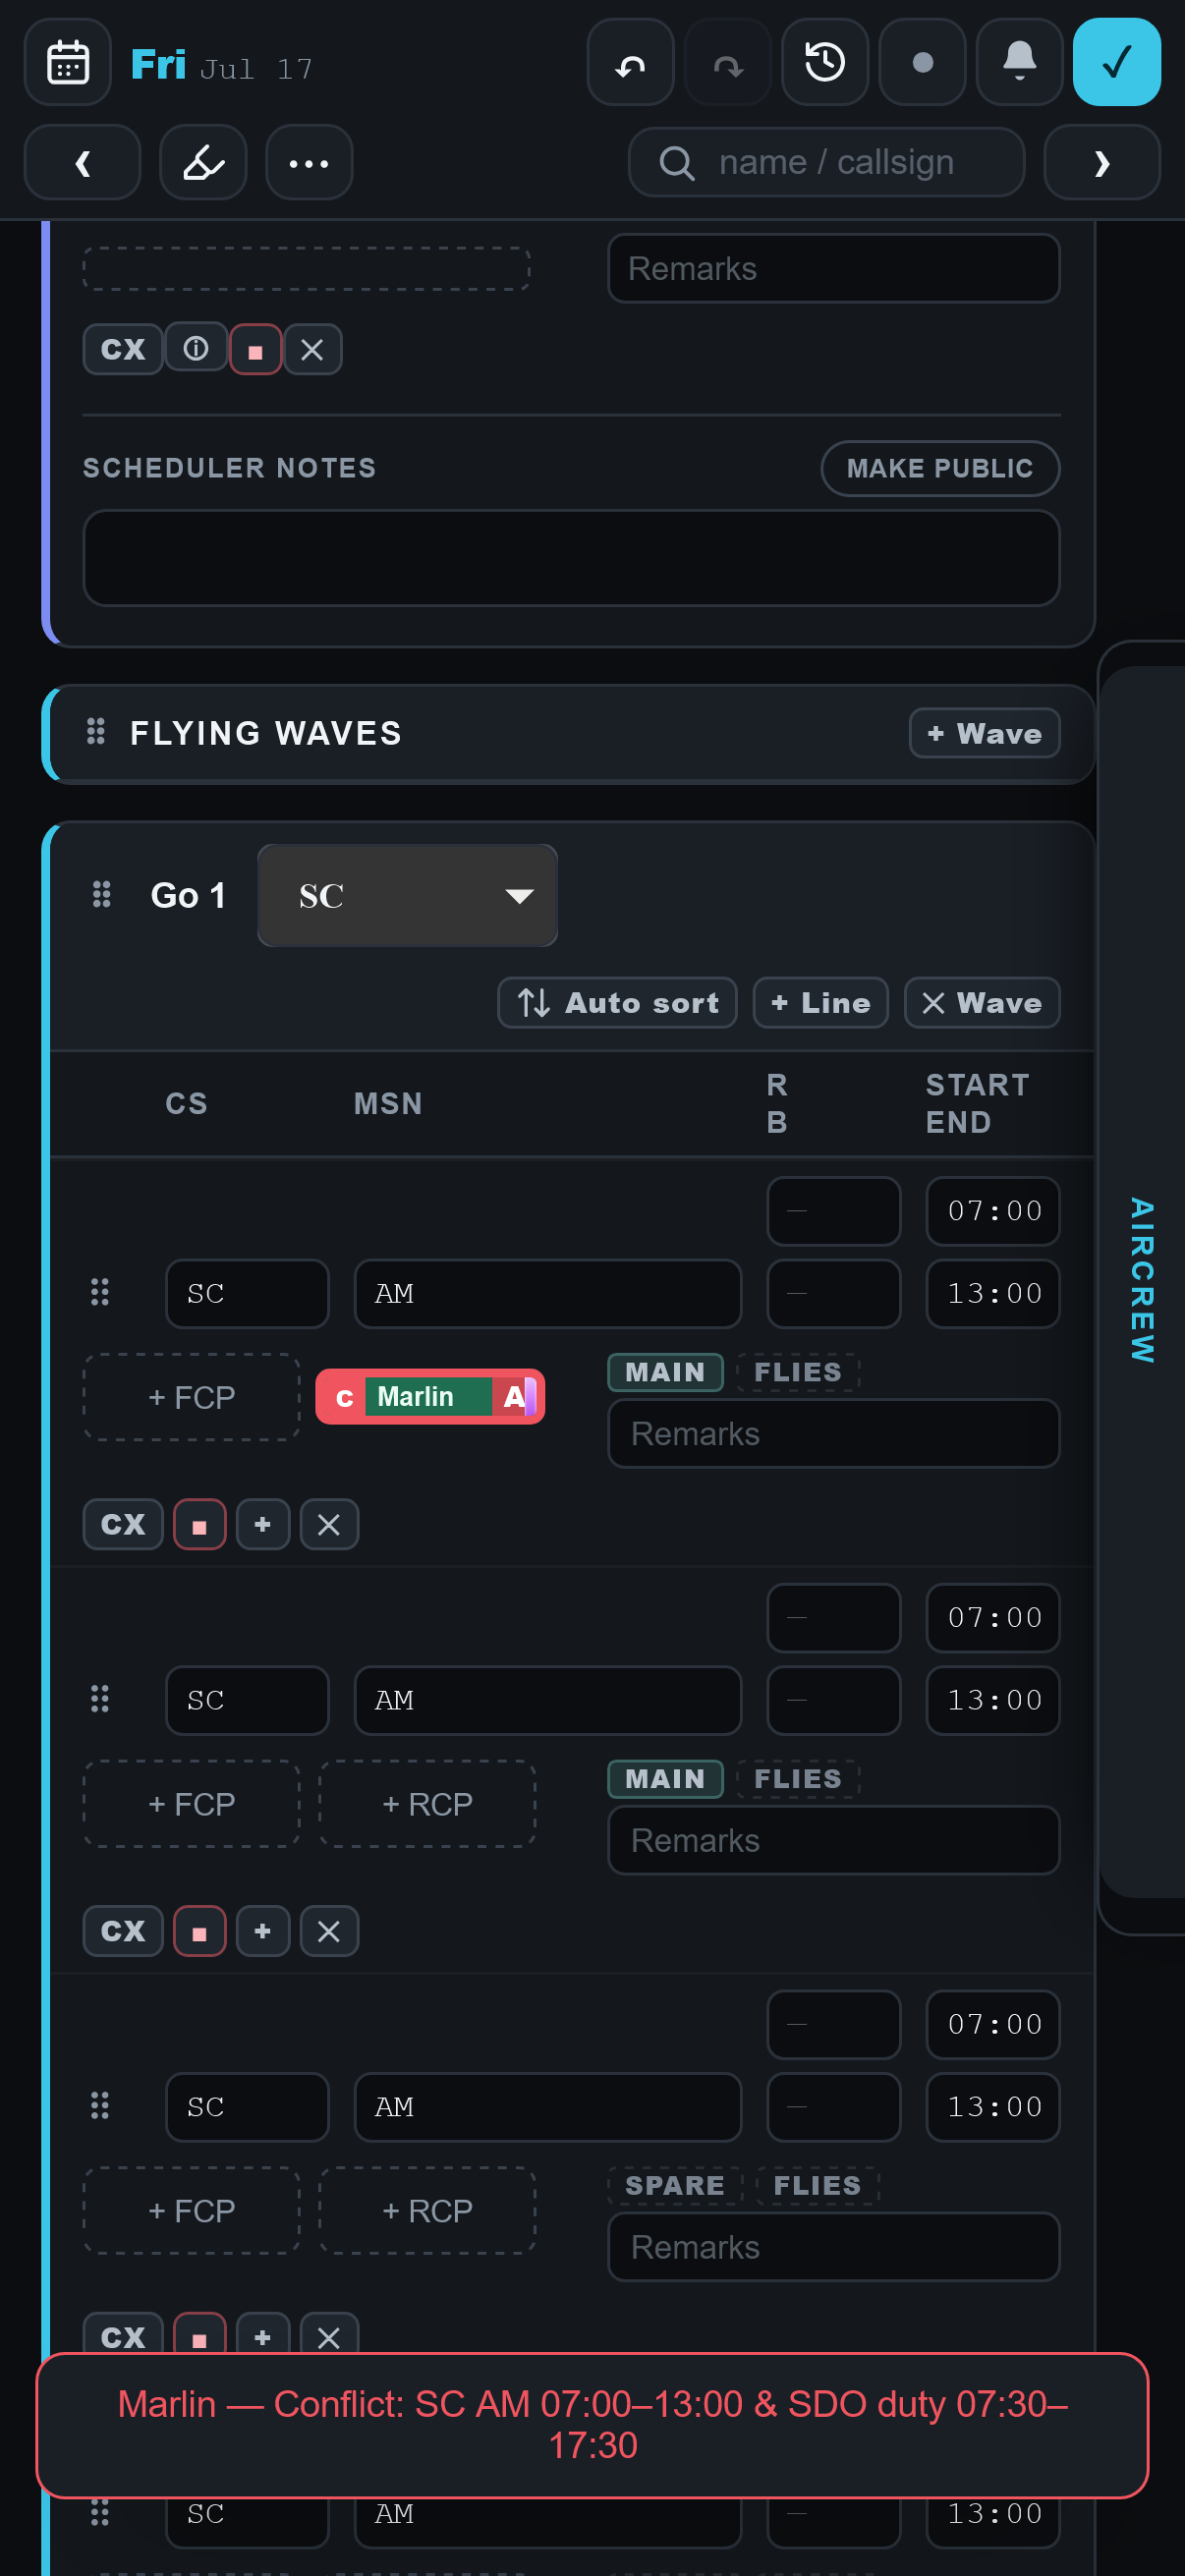 Fri Jul 17
name / callsign
Remarks
CX
SCHEDULER NOTES
MAKE PUBLIC
FLYING WAVES
+ Wave
Go 1
SC
Auto sort
+ Line
Wave
CS
MSN
R
B
START
END
—
07:00
SC
AM
—
13:00
+ FCP
c Marlin A
MAIN
FLIES
Remarks
CX
+
—
07:00
SC
AM
—
13:00
+ FCP
+ RCP
MAIN
FLIES
Remarks
CX
+
—
07:00
SC
AM
—
13:00
+ FCP
+ RCP
SPARE
FLIES
Remarks
CX
+
Marlin — Conflict: SC AM 07:00–13:00 & SDO duty 07:30–
17:30
SC
AM
—
13:00
AIRCREW